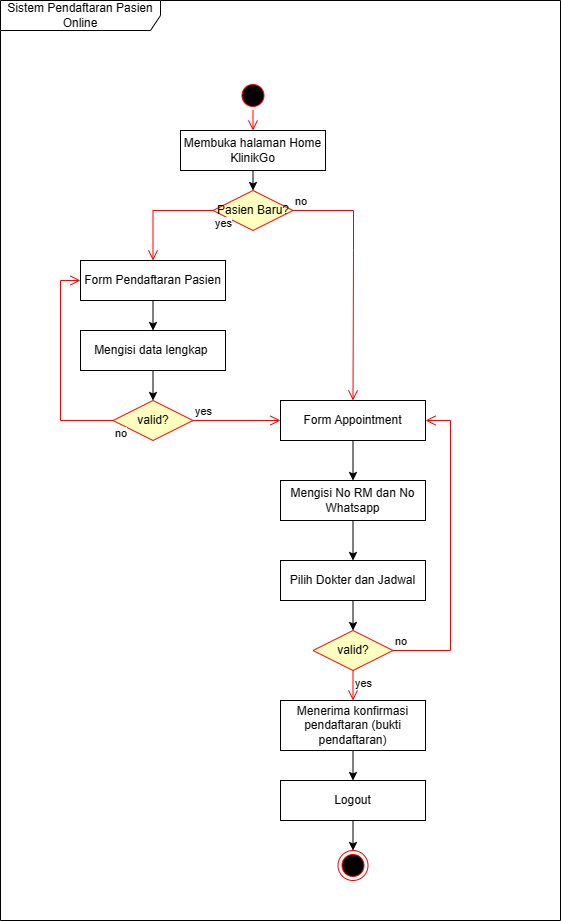 Sistem Pendaftaran Pasien
Online
Membuka halaman Home
KlinikGo
Pasien Baru?
no
yes
Form Pendaftaran Pasien
Mengisi data lengkap
valid?
yes
no
Form Appointment
Mengisi No RM dan No
Whatsapp
Pilih Dokter dan Jadwal
valid?
no
yes
Menerima konfirmasi
pendaftaran (bukti
pendaftaran)
Logout